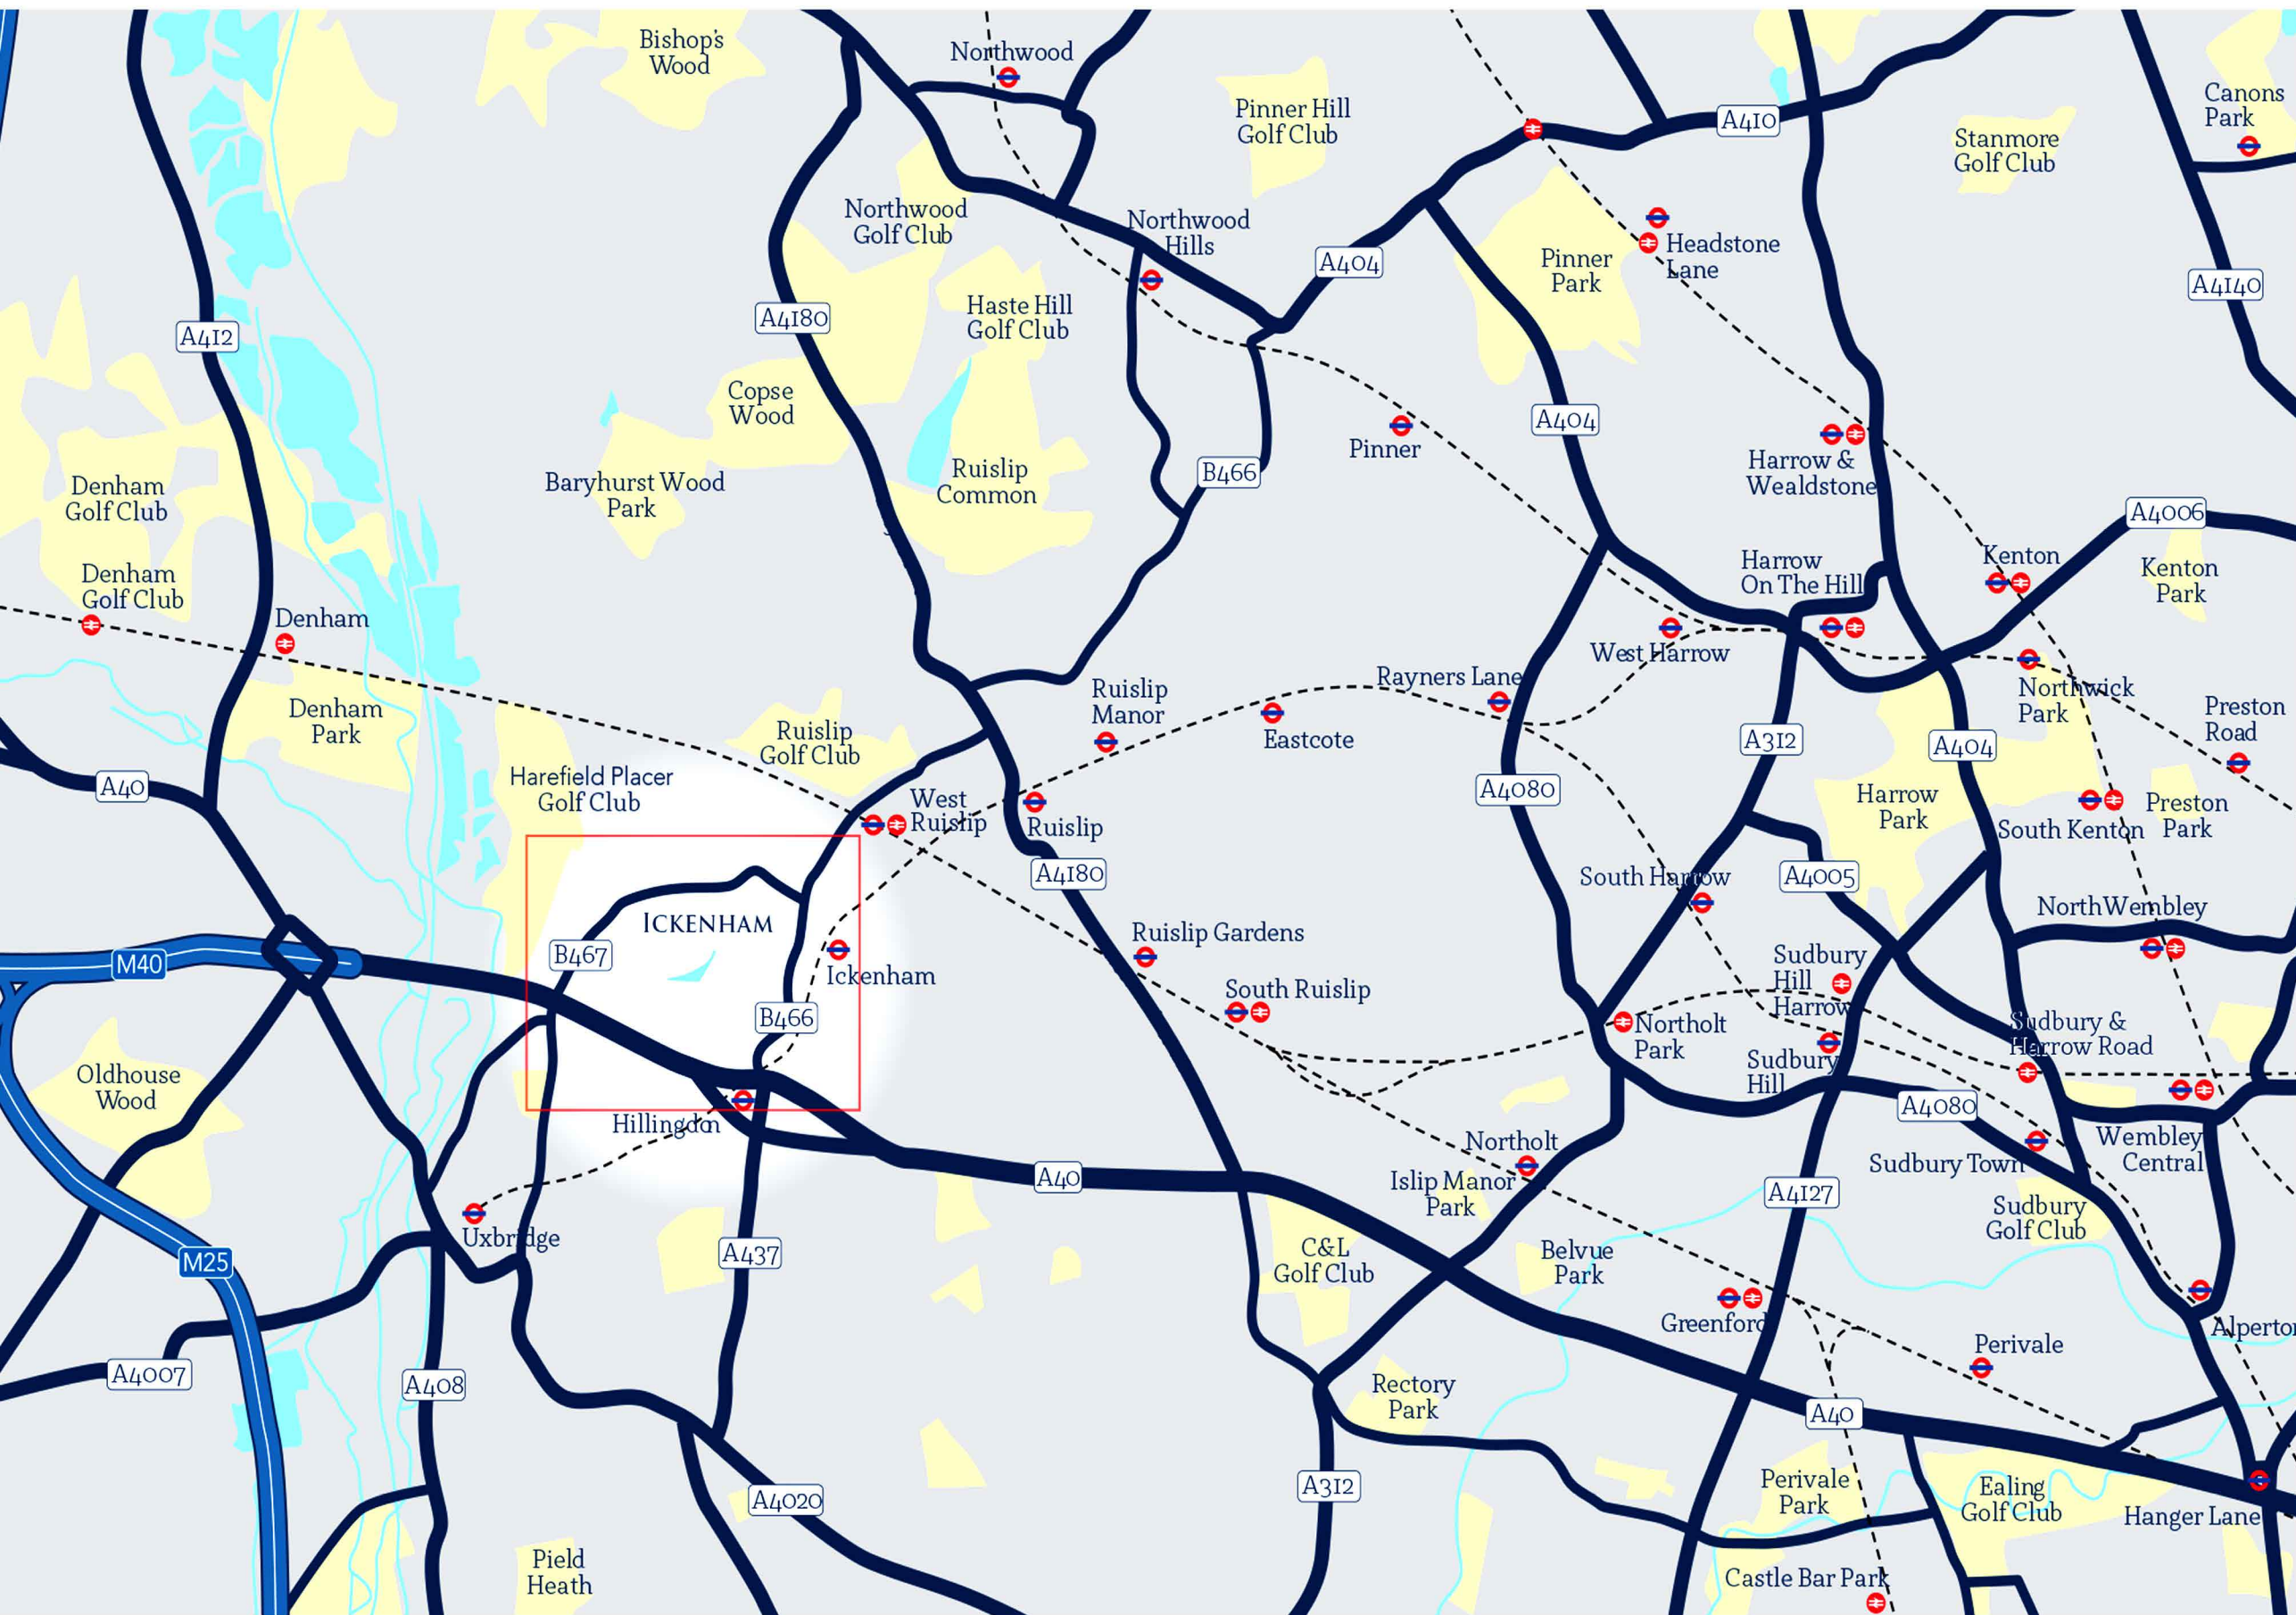 Bishop's
Wood
Northwood
Pinner Hill
Golf Club
A410
Stanmore
Golf Club
Canons
Park
Northwood
Golf Club
Northwood
Hills
A404
Pinner
Park
Headstone
Lane
A4140
A412
A4180
Haste Hill
Golf Club
Copse
Wood
Pinner
A404
Harrow &
Wealdstone
Denham
Golf Club
Baryhurst Wood
Park
Ruislip
Common
B466
A4006
Denham
Golf Club
Denham
Harrow
On The Hill
Kenton
Kenton
Park
West Harrow
Rayners Lane
Northwick
Park
Preston
Road
Denham
Park
Ruislip
Golf Club
Ruislip
Manor
Eastcote
A312
A404
A40
Harefield Placer
Golf Club
West
Ruislip
Ruislip
A4080
Harrow
Park
South Kenton
Preston
Park
A4180
South Harrow
A4005
ICKENHAM
B467
M40
Ickenham
Ruislip Gardens
South Ruislip
NorthWembley
Sudbury
Hill
Harrow
B466
Northolt
Park
Sudbury
Hill
Sudbury &
Harrow Road
Oldhouse
Wood
Hillingdon
A4080
Northolt
Wembley
Central
Sudbury Town
A40
Islip Manor
Park
A4127
Sudbury
Golf Club
Uxbridge
M25
A437
C&L
Golf Club
Belvue
Park
Greenford
Alperto
Perivale
A4007
A408
Rectory
Park
A40
A4020
A312
Perivale
Park
Ealing
Golf Club
Hanger Lane
Pield
Heath
Castle Bar Park